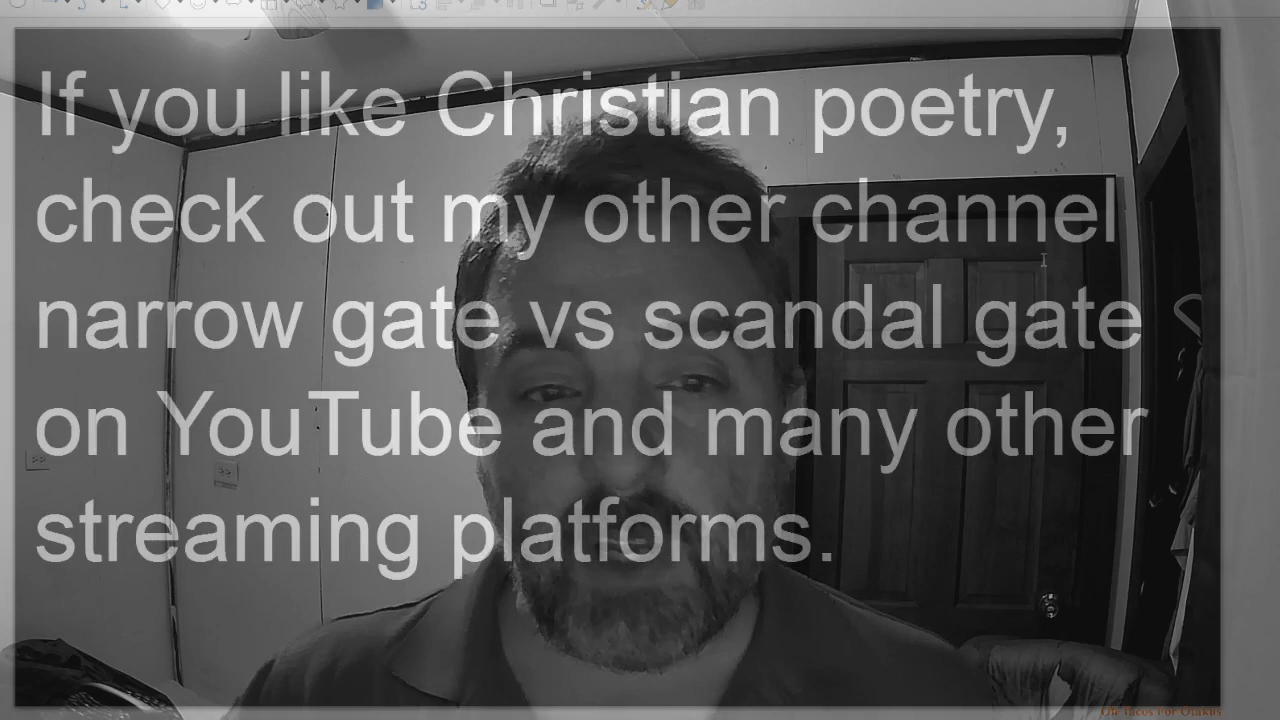 If you like Christian poetry,
check out my other channel
narrow gate vs scandal gate
on YouTube and many other
streaming platforms.